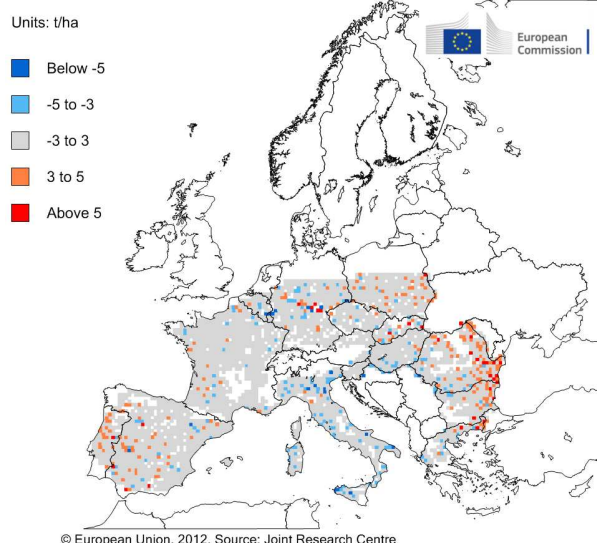 Units: t/ha
European
Commission
Below -5
-5 to -3
-3 to 3
3 to 5
Above 5
© European Union, 2012. Source: Joint Research Centre